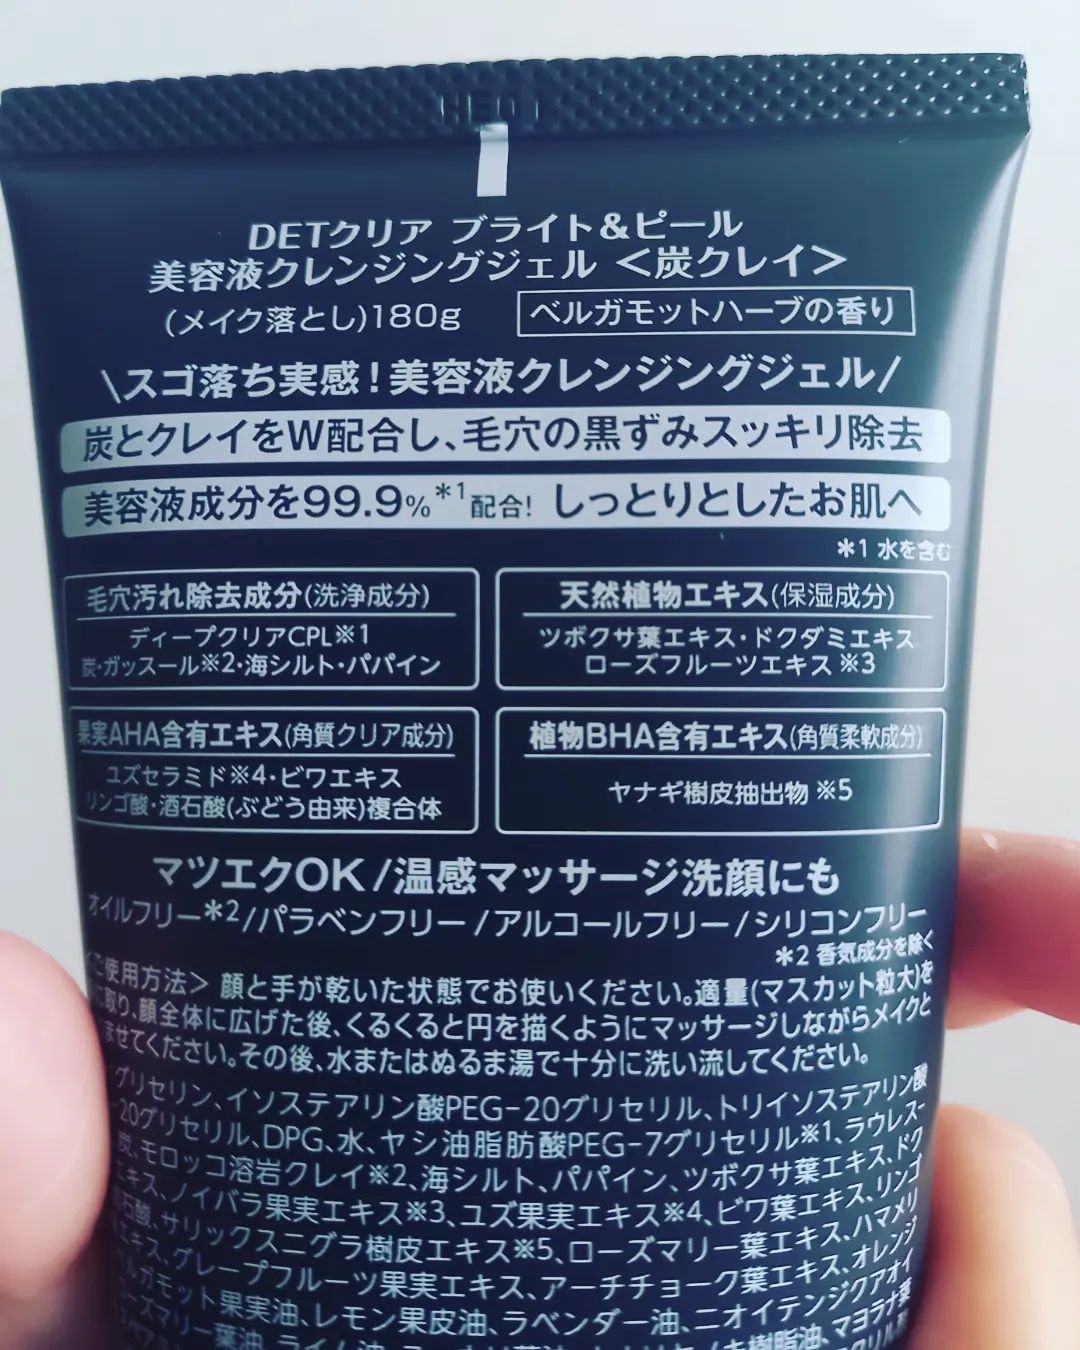 DETクリア ブライト&ピール
美容液クレンジングジェル <炭クレイ>
(メイク落とし)180g ベルガモットハーブの香り
\スゴ落ち実感!美容液クレンジングジェル/
炭とクレイをW配合し、毛穴の黒ずみスッキリ除去
美容液成分を99.9%*1配合! しっとりとしたお肌へ
*1 水を含む
毛穴汚れ除去成分(洗浄成分)
ディープクリアCPL※1
炭・ガッスール※2・海シルト・パパイン
天然植物エキス(保湿成分)
ツボクサ葉エキス・ドクダミエキス
ローズフルーツエキス※3
果実AHA含有エキス(角質クリア成分)
ユズセラミド※4・ビワエキス
リンゴ酸・酒石酸(ぶどう由来)複合体
植物BHA含有エキス(角質柔軟成分)
ヤナギ樹皮抽出物 ※5
マツエクOK/温感マッサージ洗顔にも
オイルフリー*2/パラベンフリー/アルコールフリー/シリコンフリー
*2 香気成分を除く
ご使用方法> 顔と手が乾いた状態でお使いください。適量(マスカット粒大)を
に取り、顔全体に広げた後、くるくると円を描くようにマッサージしながらメイクと
ませてください。その後、水またはぬるま湯で十分に洗い流してください。
グリセリン、イソステアリン酸PEG-20グリセリル、トリイソステアリン酸
-20グリセリル、DPG、水、ヤシ油脂肪酸PEG-7グリセリル※1、ラウレス-
炭、モロッコ溶岩クレイ※2、海シルト、パパイン、ツボクサ葉エキス、ドク
エキス、ノイバラ果実エキス※3、ユズ果実エキス※4、ビワ葉エキス、リンゴ
石酸、サリックスニグラ樹皮エキス※5、ローズマリー葉エキス、ハマメリ
エキス、グレープフルーツ果実エキス、アーチチョーク葉エキス、オレンジ
ルガモット果実油、レモン果皮油、ラベンダー油、ニオイテンジクアオイ
ズマリー葉油、ライム油、樹脂油、マヨラナ葉